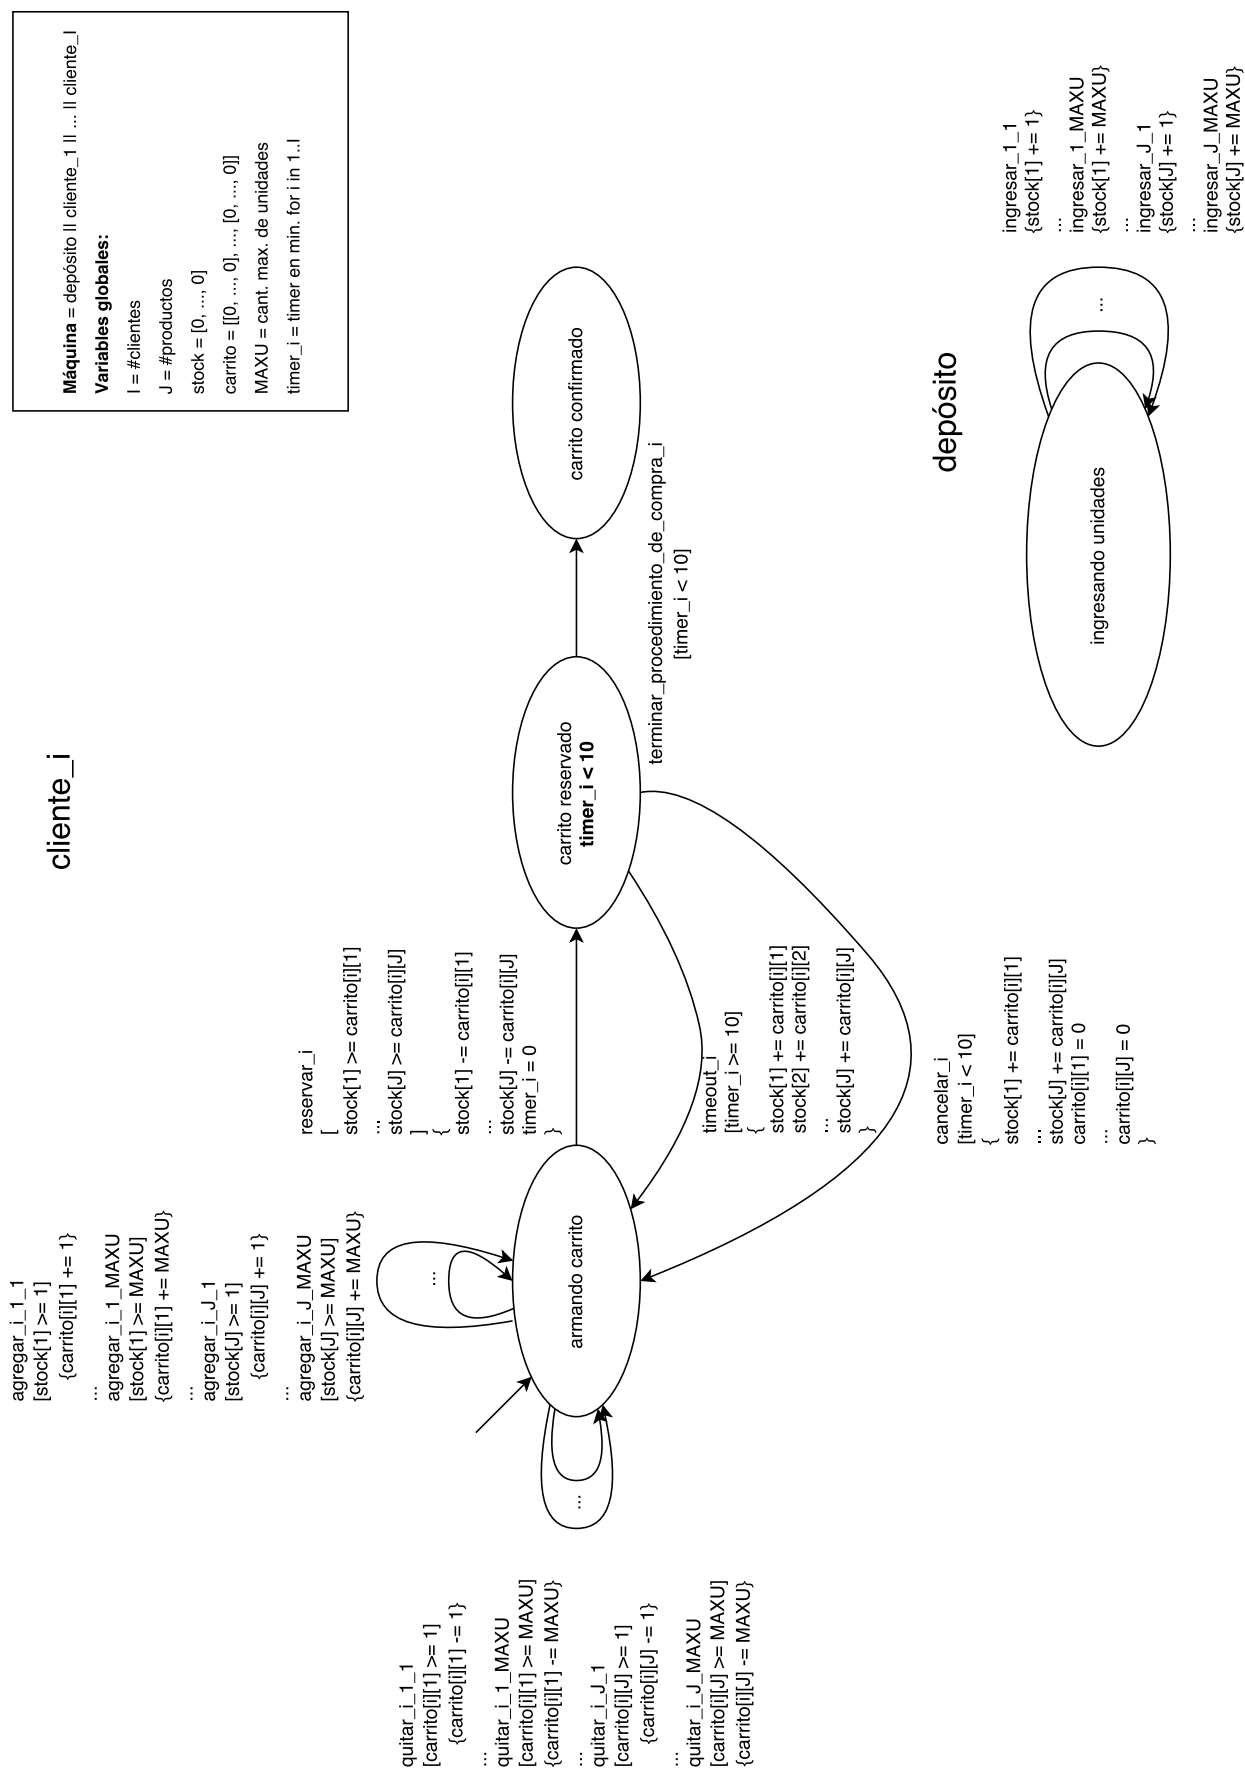 Máquina = depósito || cliente_1 || ... || cliente_I
Variables globales:
I = #clientes
J = #productos
stock = [0, ..., 0]
carrito = [[0, ..., 0], ..., [0, ..., 0]]
MAXU = cant. max. de unidades
timer_i = timer en min. for i in 1..I
cliente_i
agregar_i_1_1
[stock[1] >= 1]
{carrito[i][1] += 1}
...
agregar_i_1_MAXU
[stock[1] >= MAXU]
{carrito[i][1] += MAXU}
...
agregar_i_J_1
[stock[J] >= 1]
{carrito[i][J] += 1}
...
agregar_i_J_MAXU
[stock[J] >= MAXU]
{carrito[i][J] += MAXU}
...
reservar_i
[
stock[1] >= carrito[i][1]
...
stock[J] >= carrito[i][J]
]
{
stock[1] -= carrito[i][1]
...
stock[J] -= carrito[i][J]
timer_i = 0
}
quitar_i_1_1
[carrito[i][1] >= 1]
{carrito[i][1] -= 1}
...
quitar_i_1_MAXU
[carrito[i][1] >= MAXU]
{carrito[i][1] -= MAXU}
...
quitar_i_J_1
[carrito[i][J] >= 1]
{carrito[i][J] -= 1}
...
quitar_i_J_MAXU
[carrito[i][J] >= MAXU]
{carrito[i][J] -= MAXU}
...
armando carrito
carrito reservado
timer_i < 10
carrito confirmado
terminar_procedimiento_de_compra_i
[timer_i < 10]
timeout_i
[timer_i >= 10]
{
stock[1] += carrito[i][1]
stock[2] += carrito[i][2]
...
stock[J] += carrito[i][J]
}
cancelar_i
[timer_i < 10]
{
stock[1] += carrito[i][1]
...
stock[J] += carrito[i][J]
carrito[i][1] = 0
...
carrito[i][J] = 0
}
depósito
ingresando unidades
...
ingresar_1_1
{stock[1] += 1}
...
ingresar_1_MAXU
{stock[1] += MAXU}
...
ingresar_J_1
{stock[J] += 1}
...
ingresar_J_MAXU
{stock[J] += MAXU}